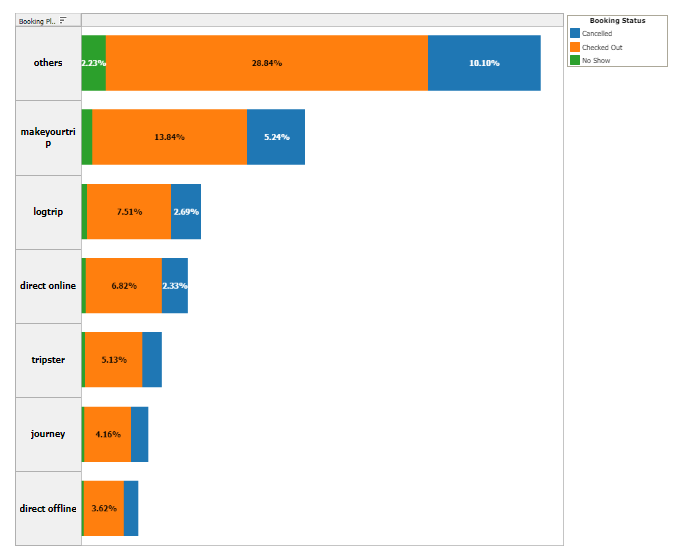 Booking Pl..
Booking Status
Cancelled
Checked Out
No Show
others
2.23%
28.84%
10.10%
makeyourtri
p
13.84%
5.24%
logtrip
7.51%
2.69%
direct online
6.82%
2.33%
tripster
5.13%
journey
4.16%
direct offline
3.62%